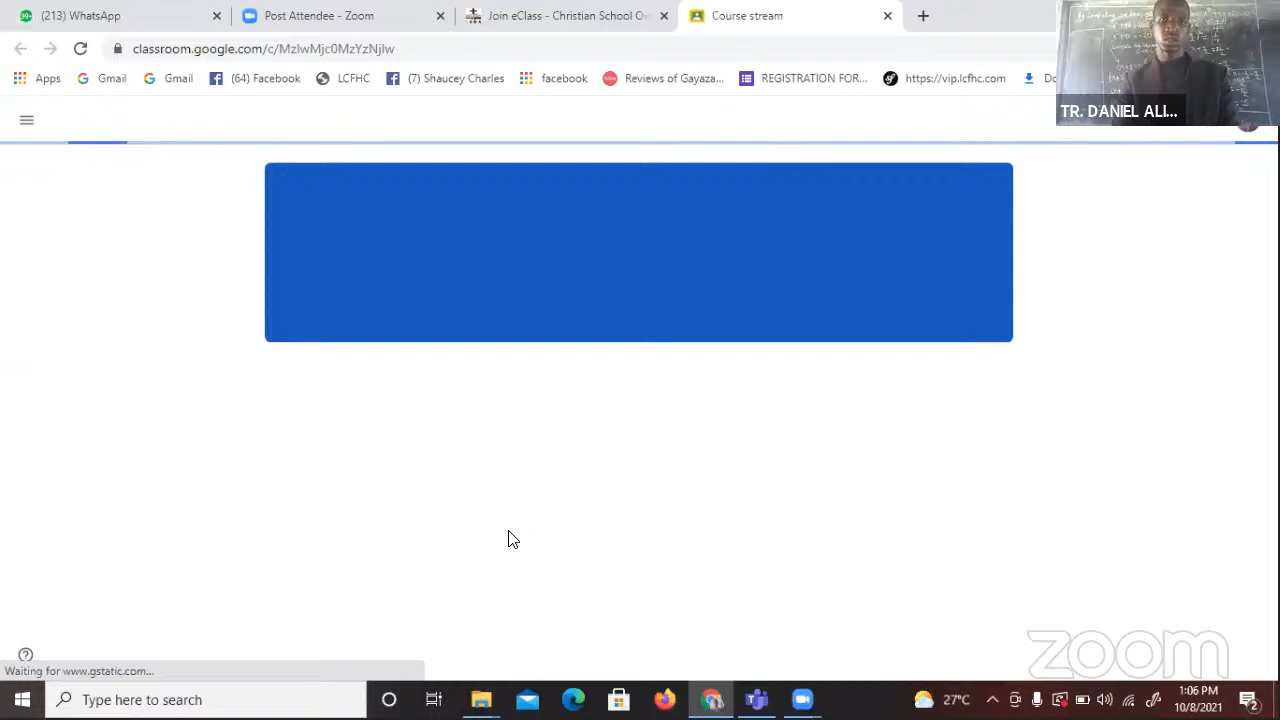 (213) WhatsApp
Post Attendee - Zoom
Join eClass - Christian School Ov
Course stream
classroom.google.com/c/MzIwMjc0MzYzNjIw
Apps
Gmail
Gmail
(64) Facebook
LCFHC
(7) Shaucey Charles
facebook
Reviews of Gayaza...
REGISTRATION FOR...
https://vip.lcfhc.com
Do
TR. DANIEL ALI...
Waiting for www.gstatic.com...
zoom
Type here to search
27°C
1:06 PM
10/8/2021
2